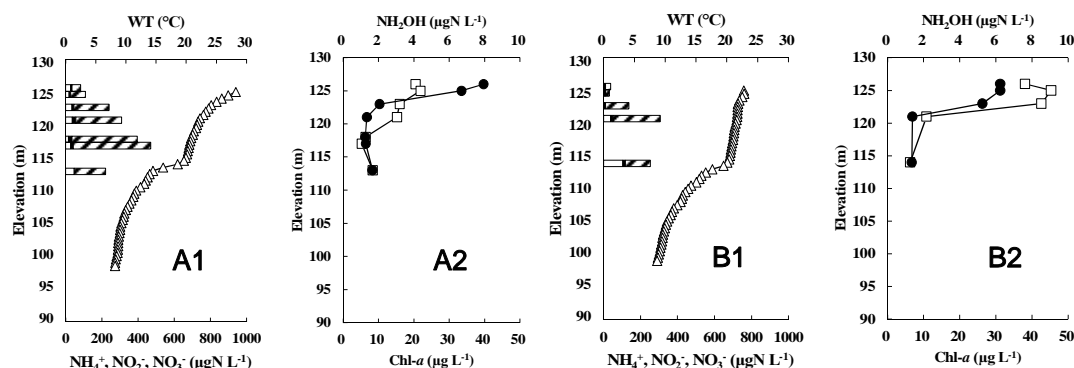 WT (°C)
0 5 10 15 20 25 30
130
125
120
115
110
105
100
95
90
Elevation (m)
A1
0 200 400 600 800 1000
NH₄⁺, NO₂⁻, NO₃⁻ (µgN L⁻¹)
NH₂OH (µgN L⁻¹)
0 2 4 6 8 10
130
125
120
115
110
105
100
95
90
Elevation (m)
A2
0 10 20 30 40 50
Chl-a (µg L⁻¹)
WT (°C)
0 5 10 15 20 25 30
130
125
120
115
110
105
100
95
90
Elevation (m)
B1
0 200 400 600 800 1000
NH₄⁺, NO₂⁻, NO₃⁻ (µgN L⁻¹)
NH₂OH (µgN L⁻¹)
0 2 4 6 8 10
130
125
120
115
110
105
100
95
90
Elevation (m)
B2
0 10 20 30 40 50
Chl-a (µg L⁻¹)